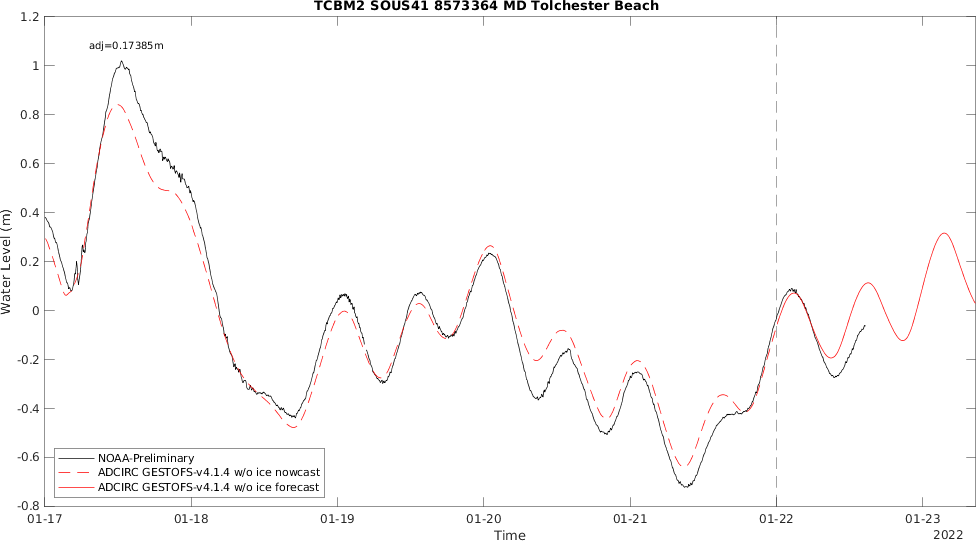 TCBM2 SOUS41 8573364 MD Tolchester Beach
adj=0.17385m
1.2
1
0.8
0.6
0.4
0.2
0
-0.2
-0.4
-0.6
-0.8
Water Level (m)
NOAA-Preliminary
ADCIRC GESTOFS-v4.1.4 w/o ice nowcast
ADCIRC GESTOFS-v4.1.4 w/o ice forecast
01-17 01-18 01-19 01-20 01-21 01-22 01-23
Time
2022